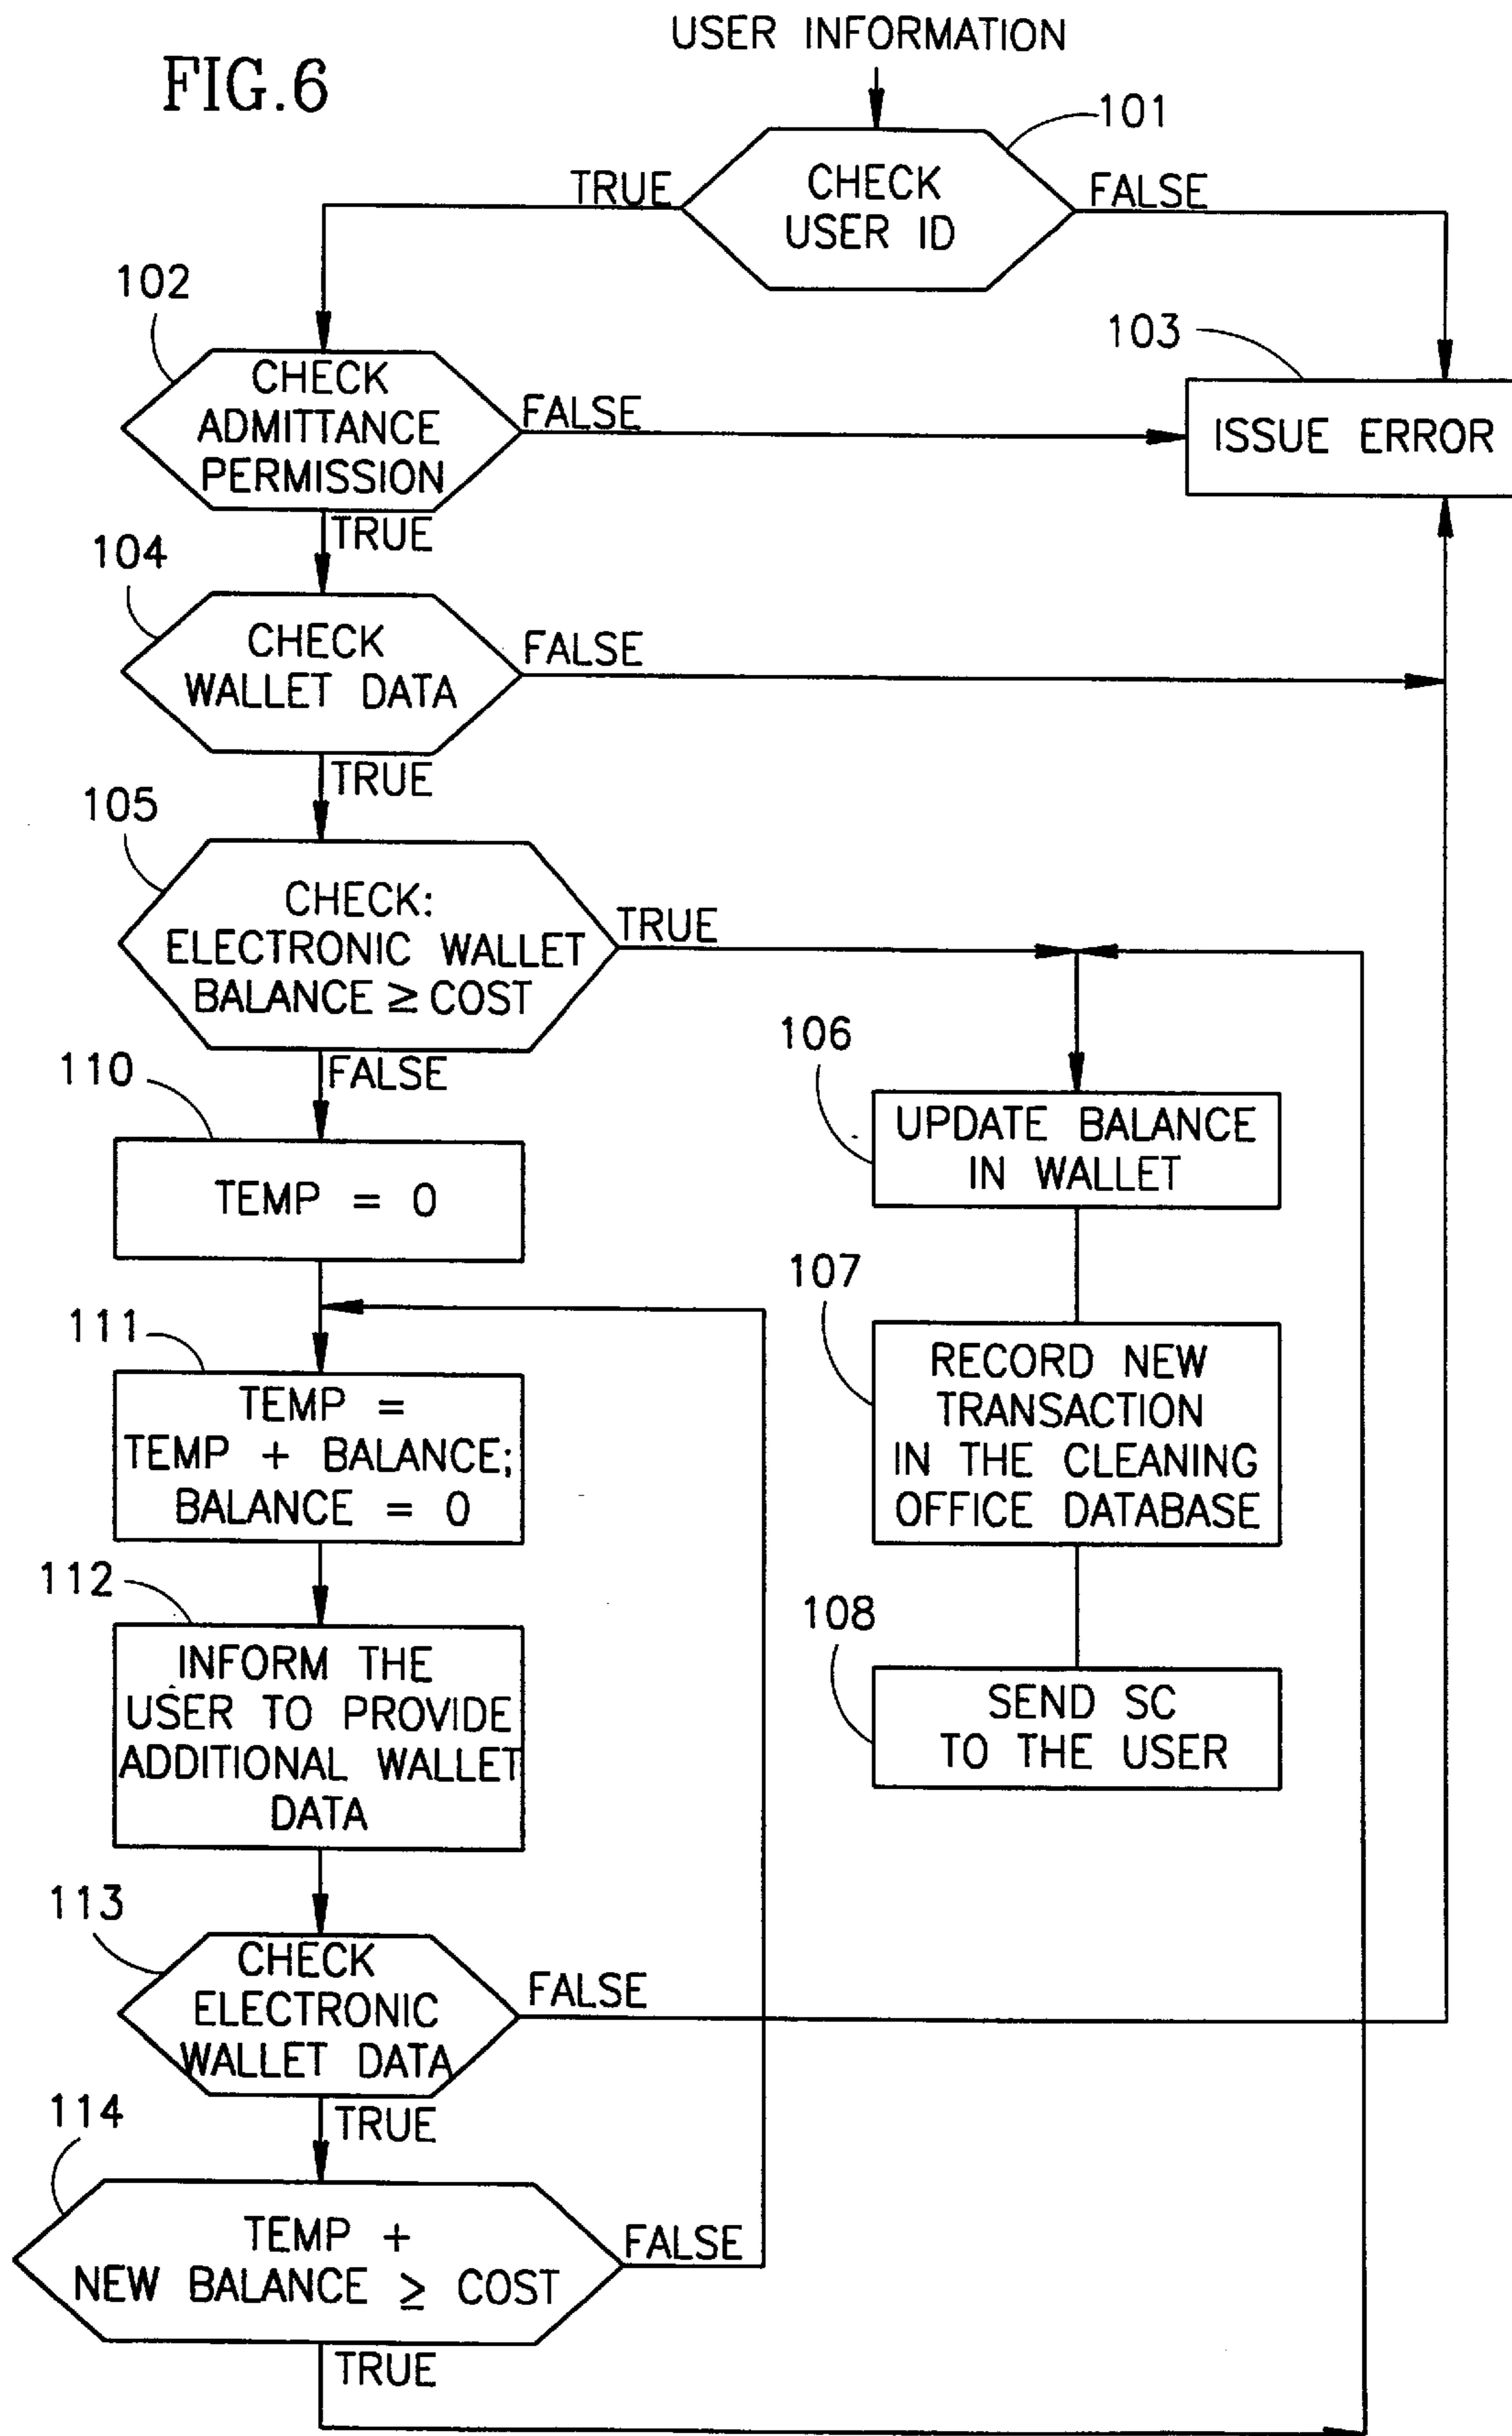 USER INFORMATION
FIG.6
101
CHECK
USER ID
TRUE
FALSE
102
CHECK
ADMITTANCE
PERMISSION
FALSE
103
ISSUE ERROR
TRUE
104
CHECK
WALLET DATA
FALSE
TRUE
105
CHECK:
ELECTRONIC WALLET
BALANCE ≥ COST
TRUE
FALSE
106
UPDATE BALANCE
IN WALLET
110
TEMP = 0
107
RECORD NEW
TRANSACTION
IN THE CLEANING
OFFICE DATABASE
111
TEMP =
TEMP + BALANCE;
BALANCE = 0
108
SEND SC
TO THE USER
112
INFORM THE
USER TO PROVIDE
ADDITIONAL WALLET
DATA
113
CHECK
ELECTRONIC
WALLET DATA
FALSE
TRUE
114
TEMP +
NEW BALANCE ≥ COST
FALSE
TRUE